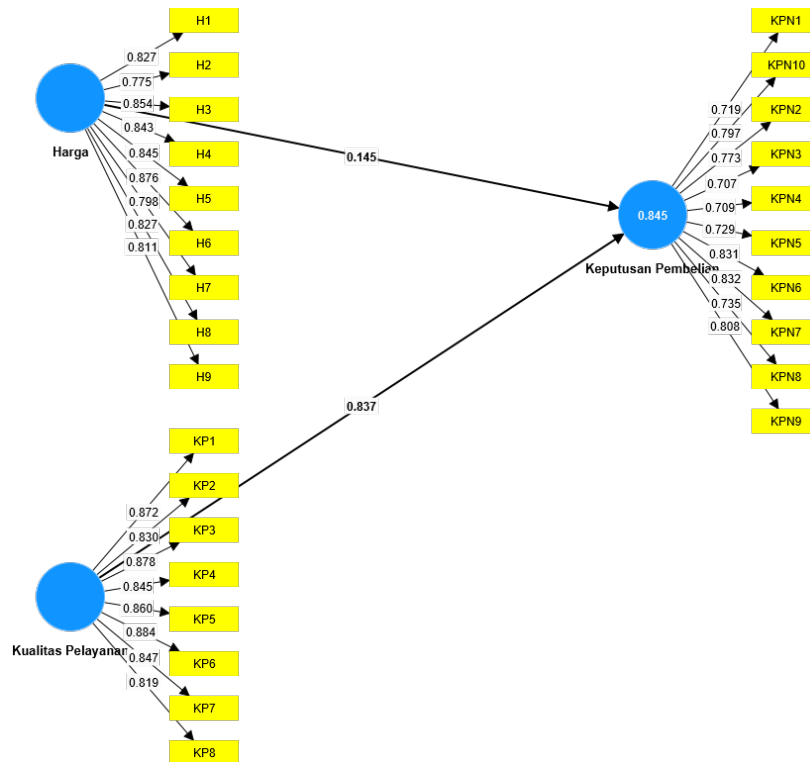 H1
H2
H3
H4
H5
H6
H7
H8
H9
0.827
0.775
0.854
0.843
0.845
0.876
0.798
0.827
0.811
Harga
KP1
KP2
KP3
KP4
KP5
KP6
KP7
KP8
0.872
0.830
0.878
0.845
0.860
0.884
0.847
0.819
Kualitas Pelayanan
0.145
0.837
0.845
Keputusan Pembelian
0.719
0.797
0.773
0.707
0.709
0.729
0.831
0.832
0.735
0.808
KPN1
KPN10
KPN2
KPN3
KPN4
KPN5
KPN6
KPN7
KPN8
KPN9